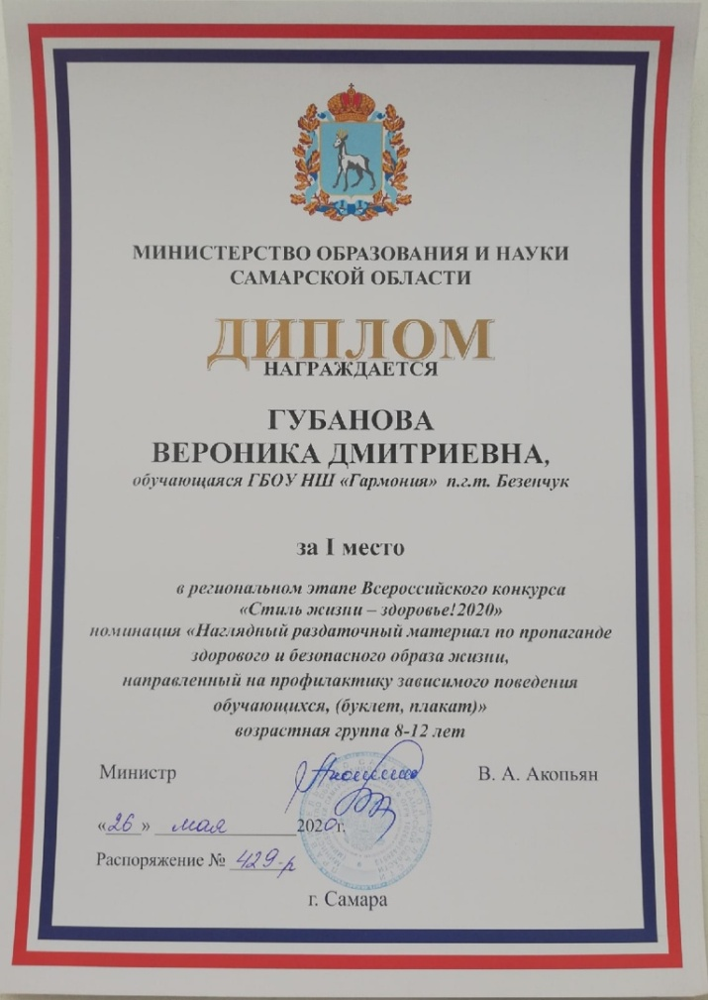 МИНИСТЕРСТВО ОБРАЗОВАНИЯ И НАУКИ
САМАРСКОЙ ОБЛАСТИ
ДИПЛОМ
НАГРАЖДАЕТСЯ
ГУБАНОВА
ВЕРОНИКА ДМИТРИЕВНА,
обучающаяся ГБОУ НШ «Гармония» п.г.т. Безенчук
за I место
в региональном этапе Всероссийского конкурса
«Стиль жизни – здоровье!2020»
номинация «Наглядный раздаточный материал по пропаганде
здорового и безопасного образа жизни,
направленный на профилактику зависимого поведения
обучающихся, (буклет, плакат)»
возрастная группа 8-12 лет
Министр В. А. Акопьян
«26» мая 2020г.
Распоряжение № 429-р
г. Самара